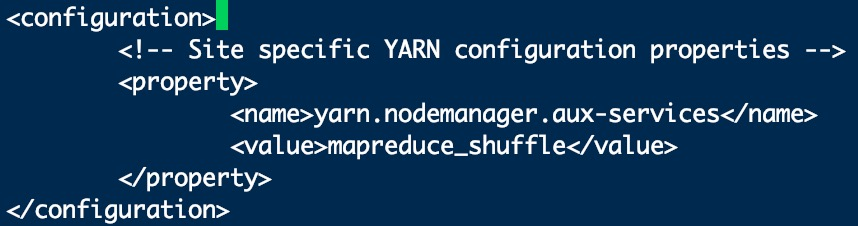 <configuration>
<!-- Site specific YARN configuration properties -->
<property>
<name>yarn.nodemanager.aux-services</name>
<value>mapreduce_shuffle</value>
</property>
</configuration>